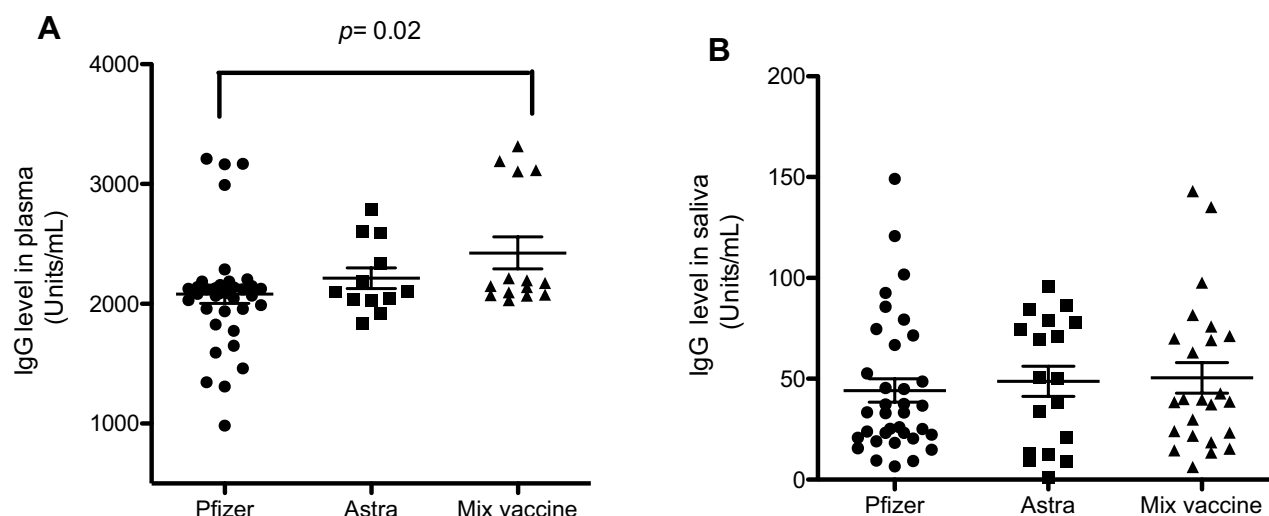 A
p= 0.02
IgG level in plasma
(Units/mL)
4000
3000
2000
1000
Pfizer Astra Mix vaccine
B
IgG level in saliva
(Units/mL)
200
150
100
50
0
Pfizer Astra Mix vaccine